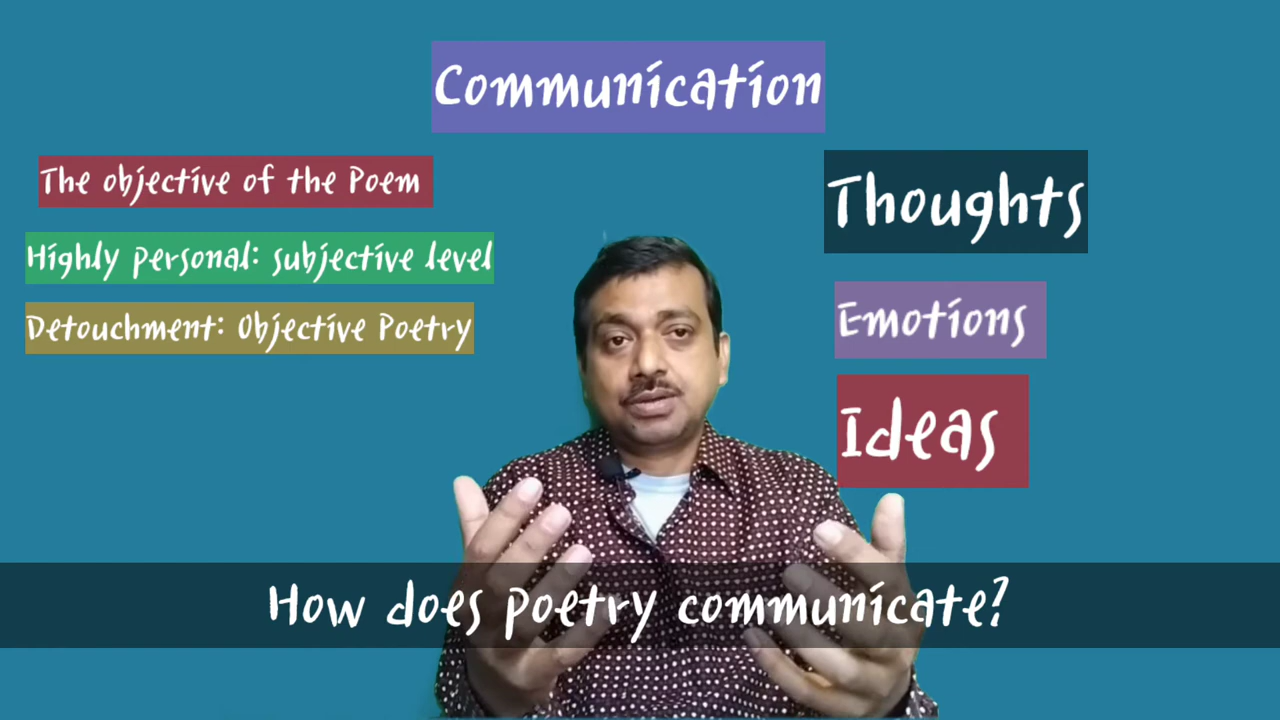 Communication
The objective of the Poem
Highly personal: subjective level
Detouchment: Objective Poetry
Thoughts
Emotions
Ideas
How does poetry communicate?